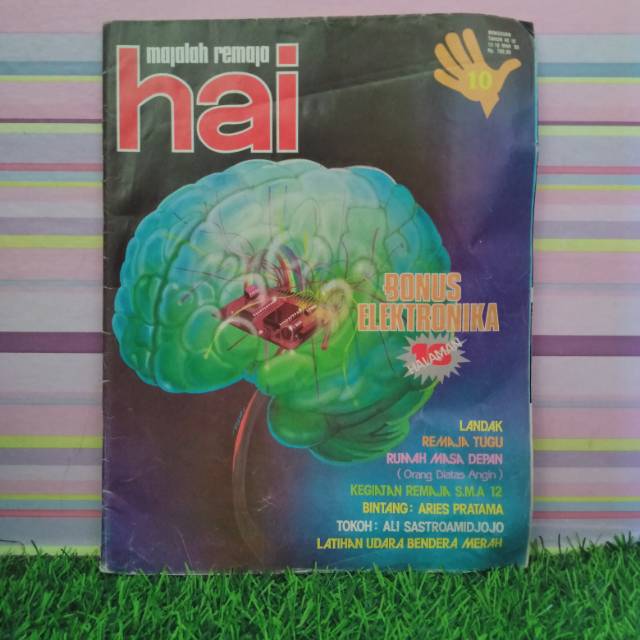 majalah remaja
hai
10
BONUS
ELEKTRONIKA
HALAMAN
LANDAK
REMAJA TUGU
RUMAH MASA DEPAN
(Orang Diatas Angin)
KEGIATAN REMAJA S.M.A 12
BINTANG: ARIES PRATAMA
TOKOH: ALI SASTROAMIDJOJO
LATIHAN UDARA BENDERA MERAH